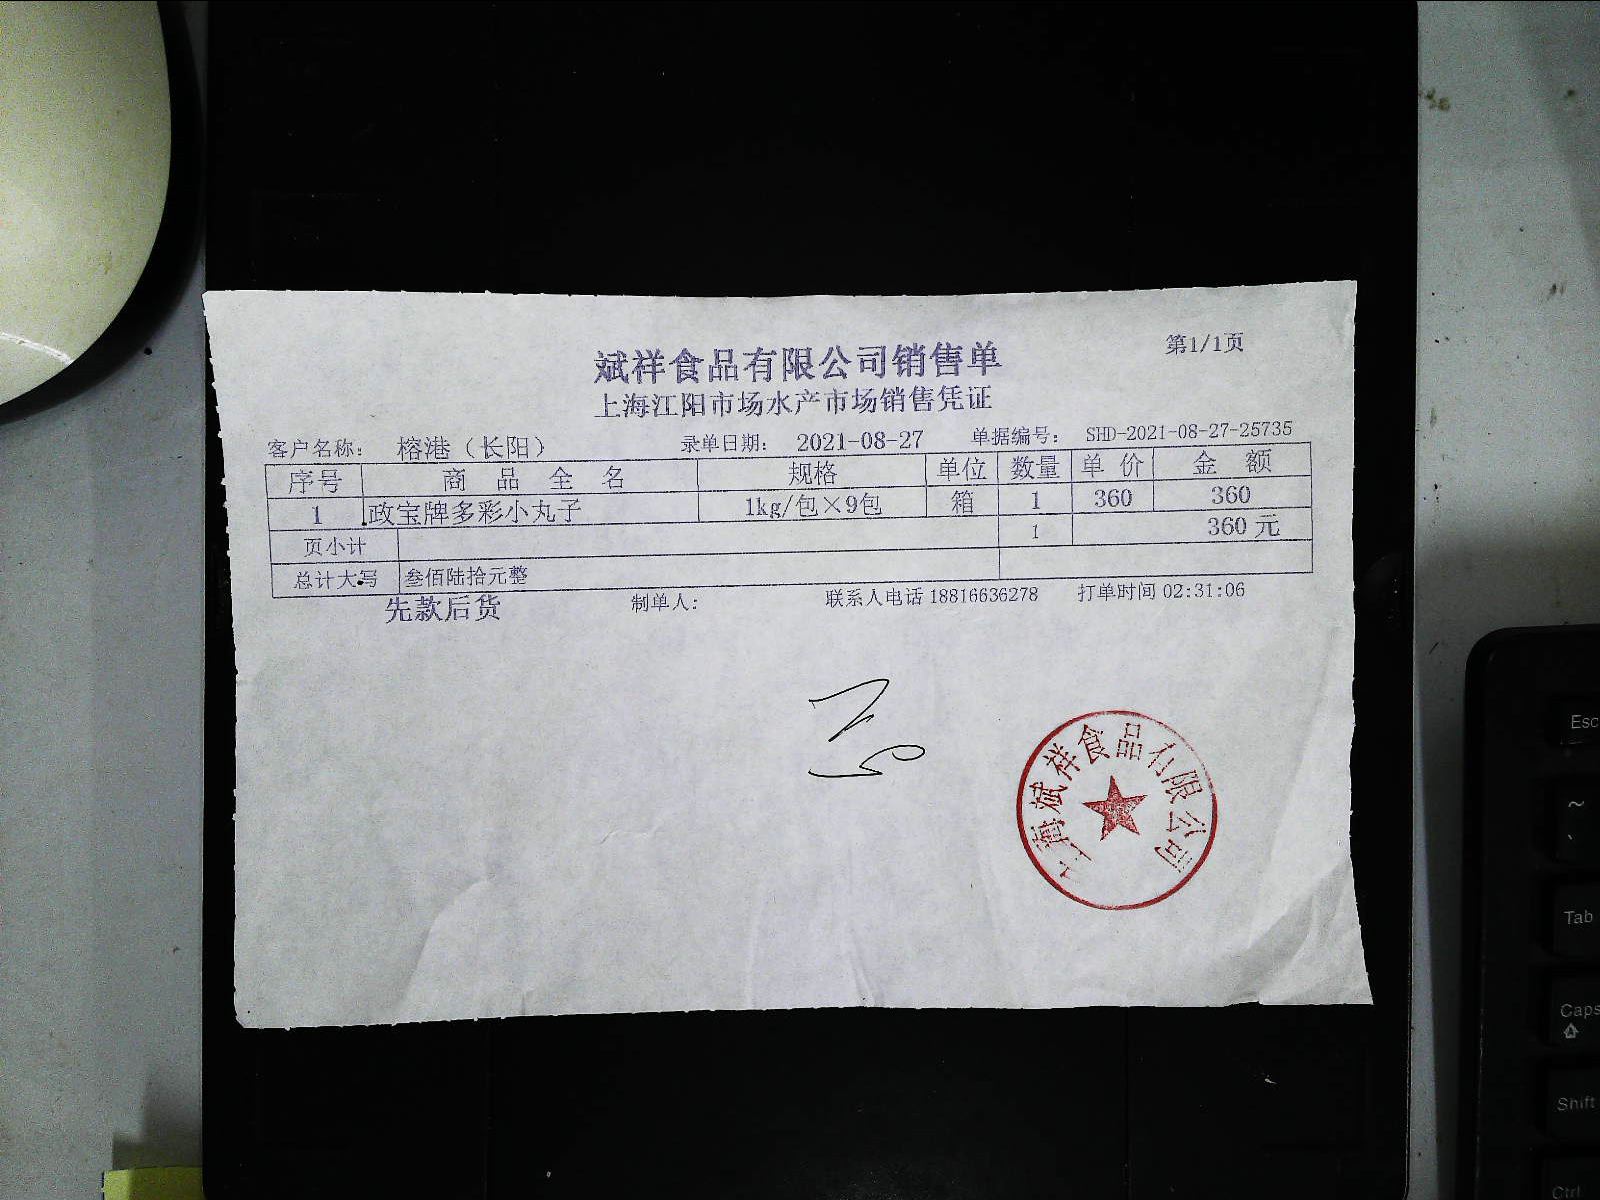 第1/1页
斌祥食品有限公司销售单
上海江阳市场水产市场销售凭证
客户名称： 榕港（长阳） 录单日期： 2021-08-27 单据编号： SHD-2021-08-27-25735
序号 商品全名 规格 单位 数量 单价 金额
1 政宝牌多彩小丸子 1kg/包×9包 箱 1 360 360
页小计 1 360元
总计大写 叁佰陆拾元整
先款后货 制单人： 联系人电话 18816636278 打单时间 02:31:06
上海斌祥食品有限公司
Esc
~
`
Tab
Caps
Shift
Ctrl